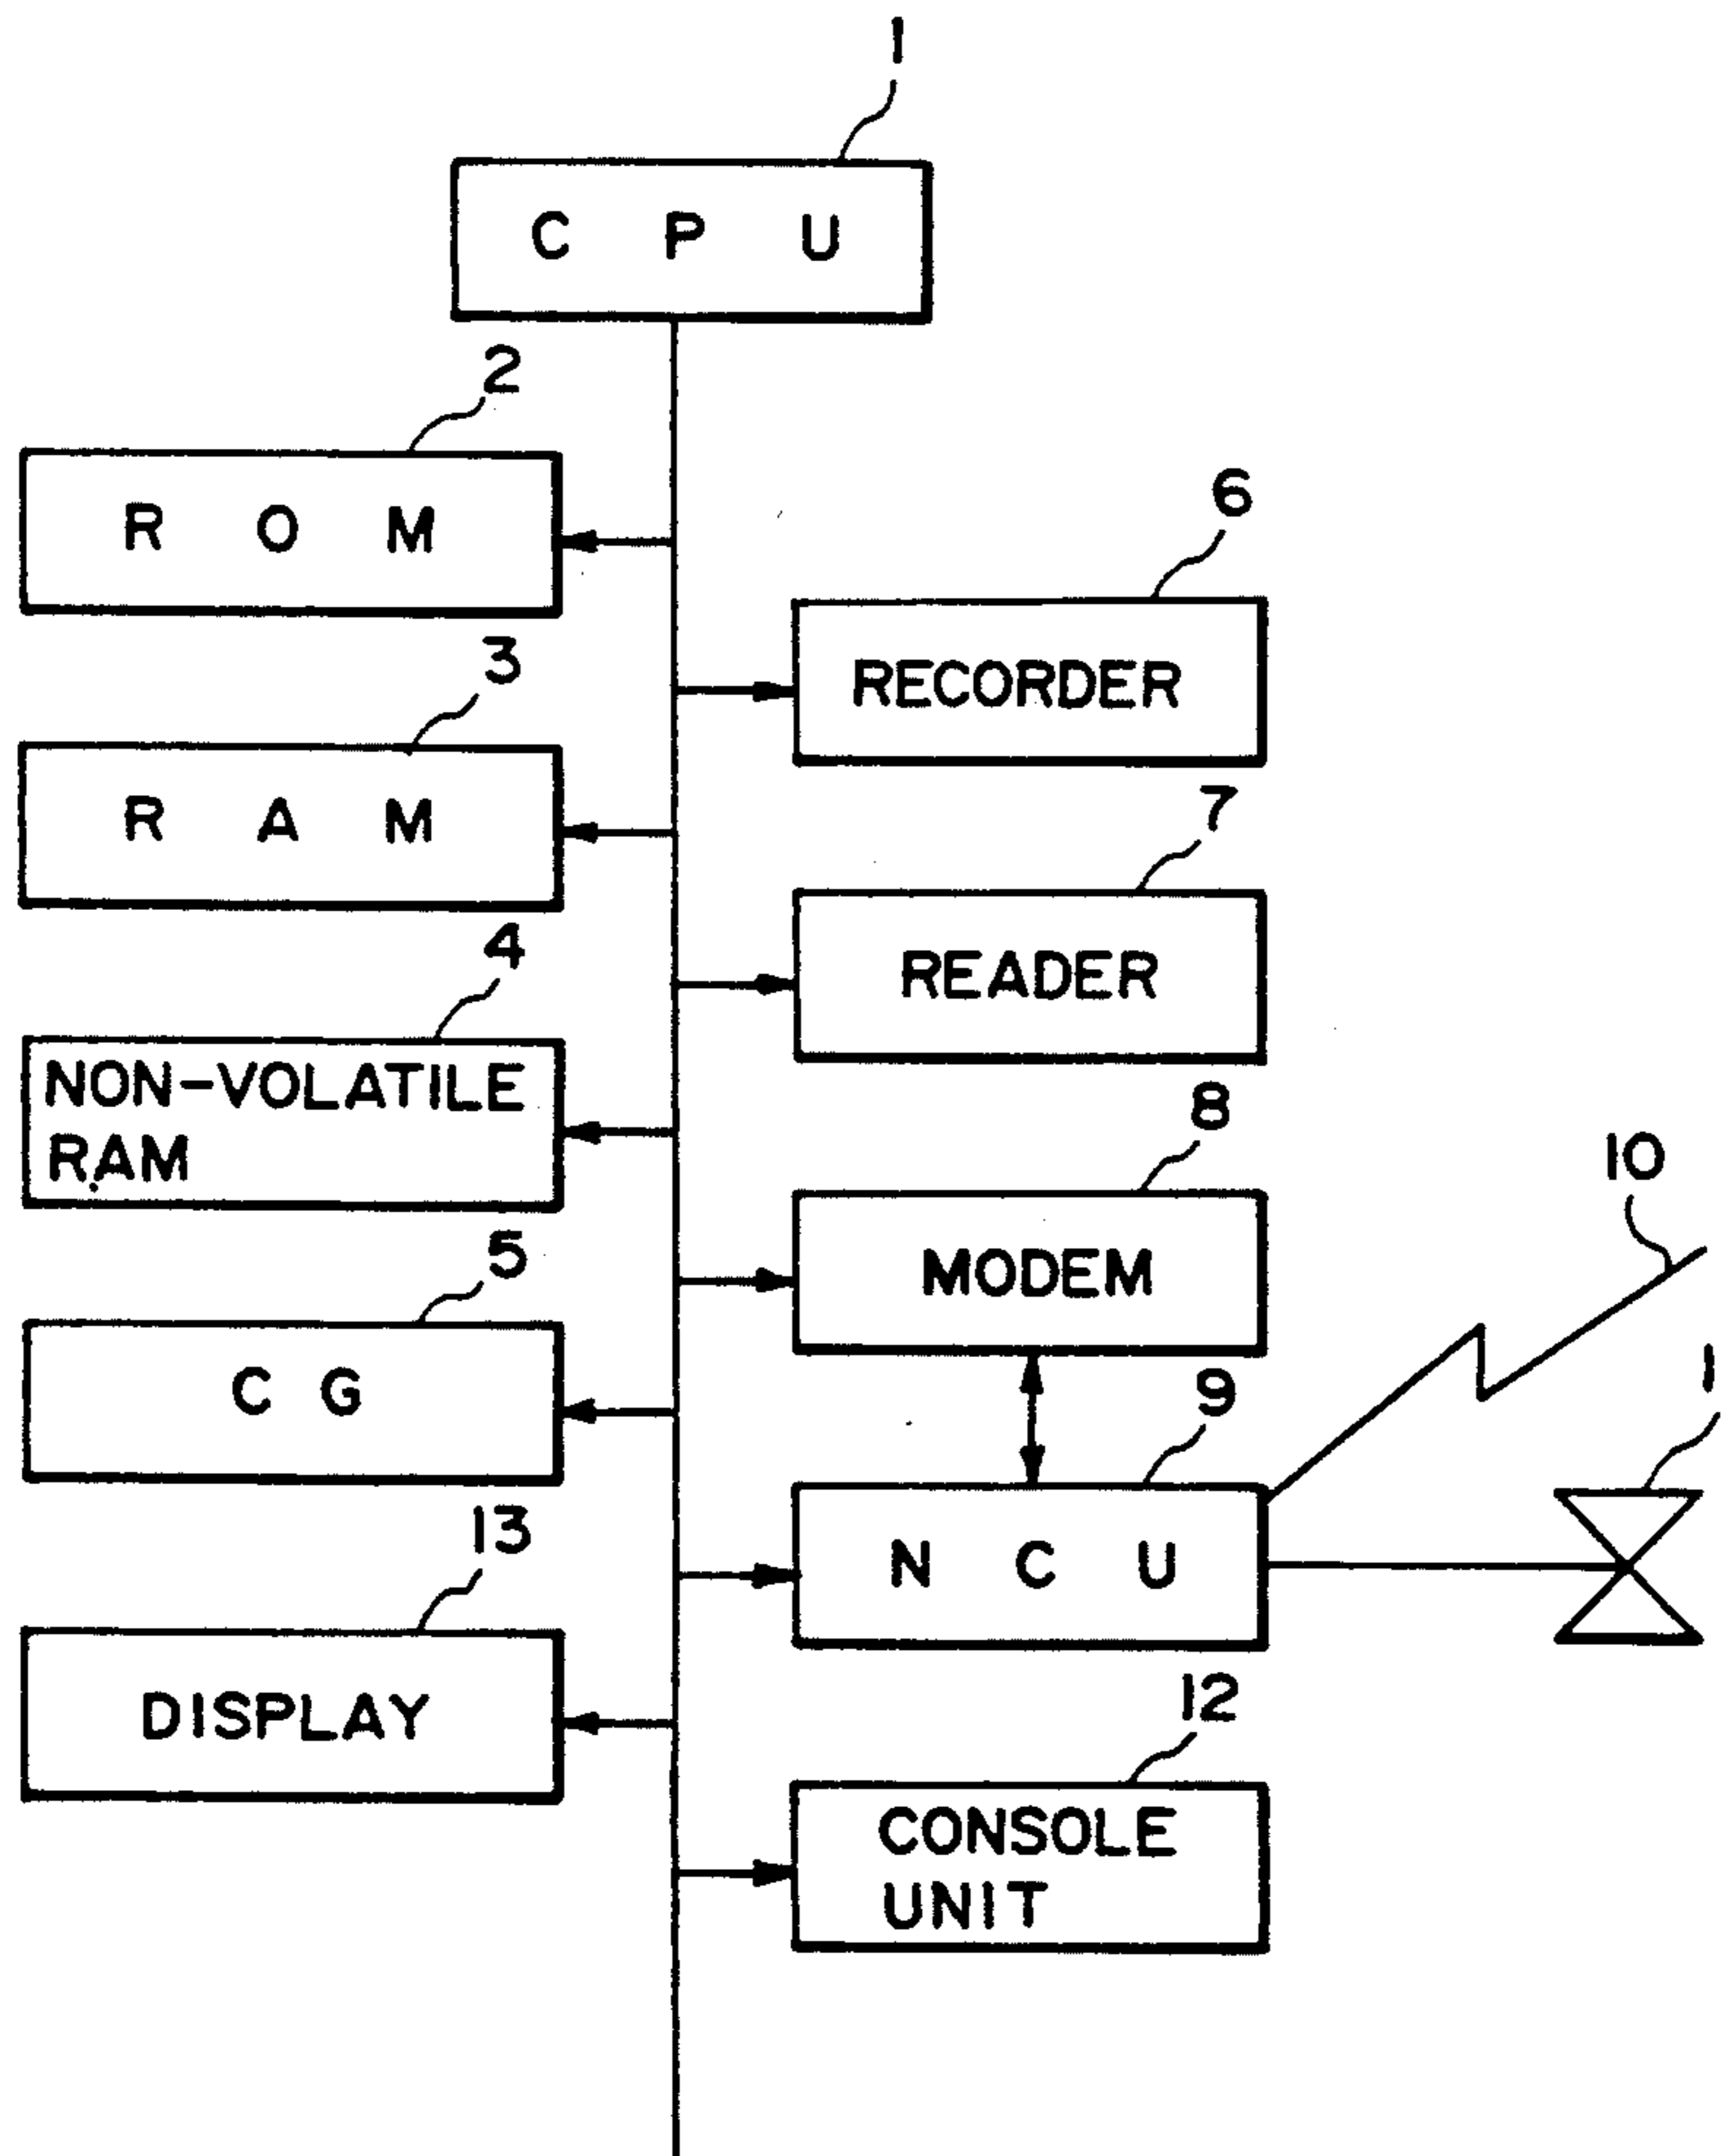 1
C P U
2
R O M
6
RECORDER
3
R A M
7
READER
4
NON-VOLATILE
RAM
8
MODEM
10
5
C G
9
N C U
1
13
DISPLAY
12
CONSOLE
UNIT